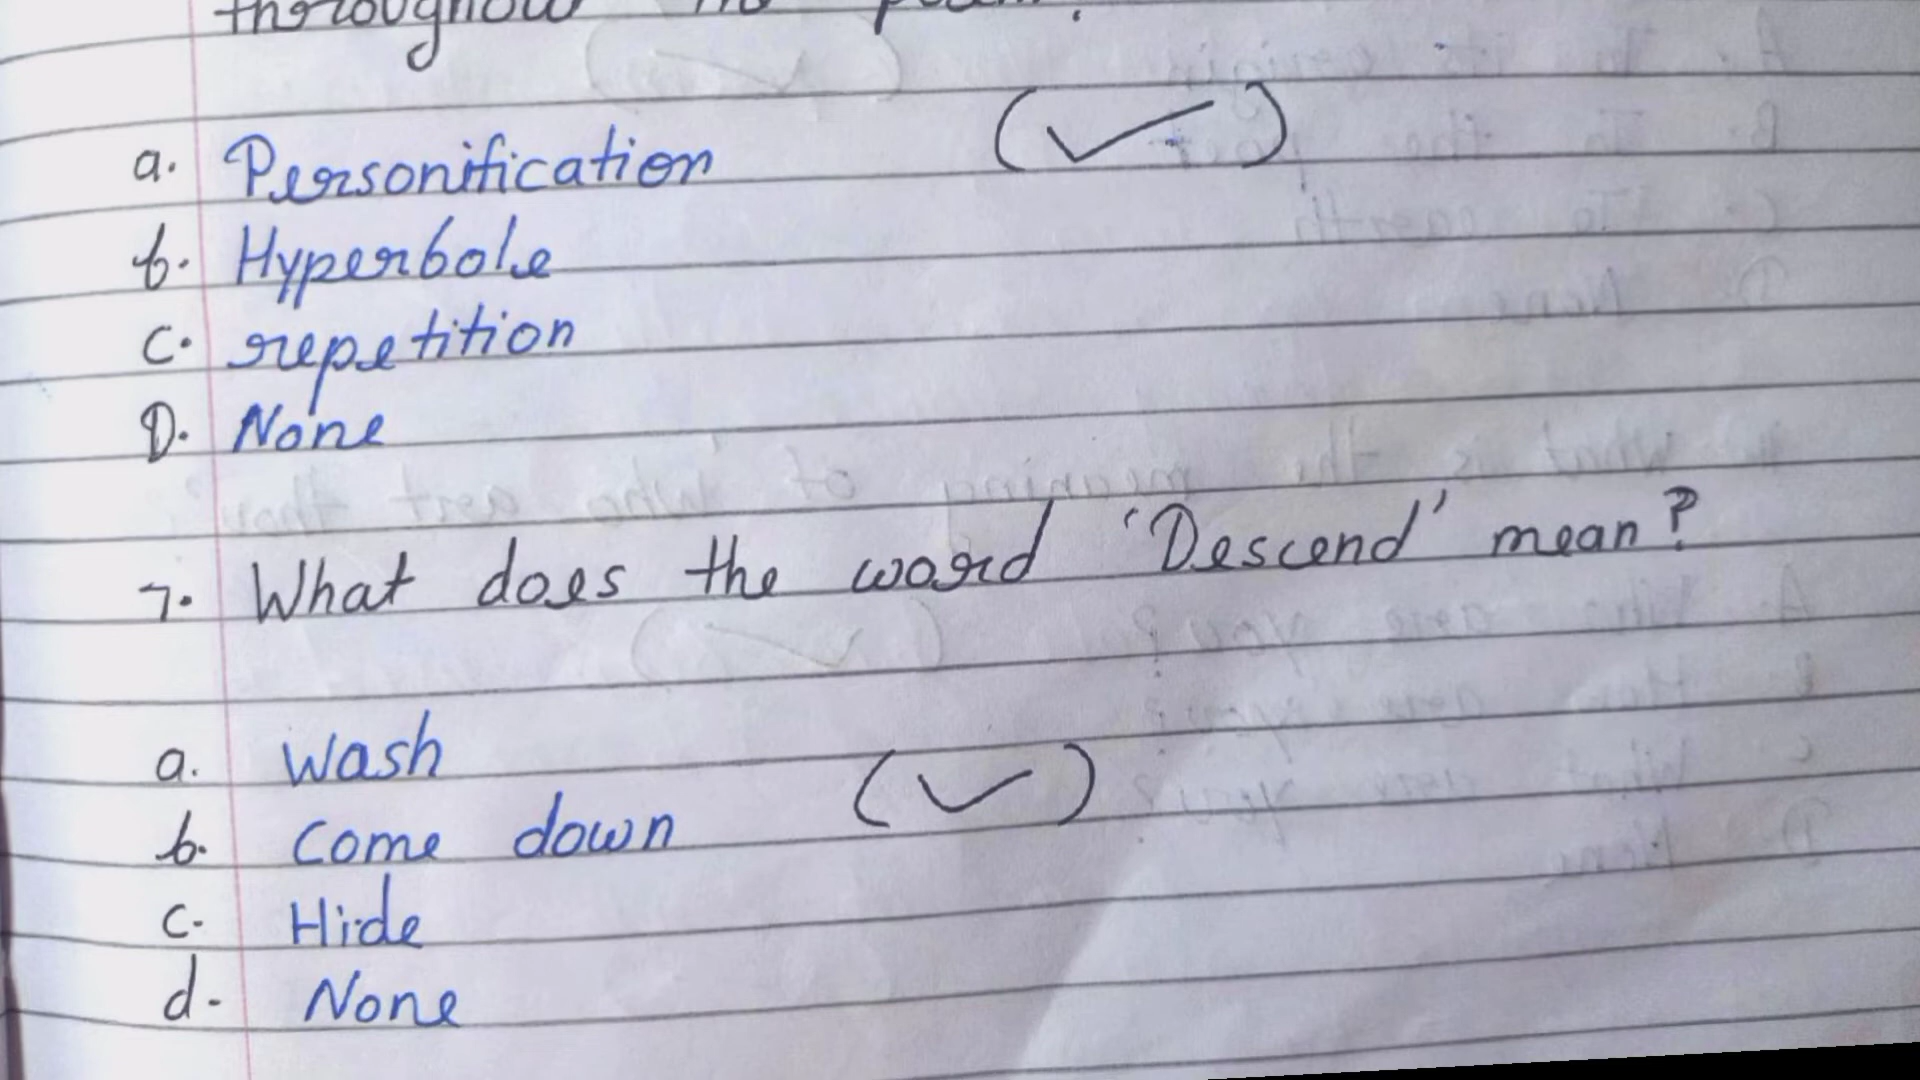 a. Personification (✓)
b. Hyperbole
c. repetition
D. None
7. What does the word 'Descend' mean?
a. Wash
b. Come down (✓)
c. Hide
d. None